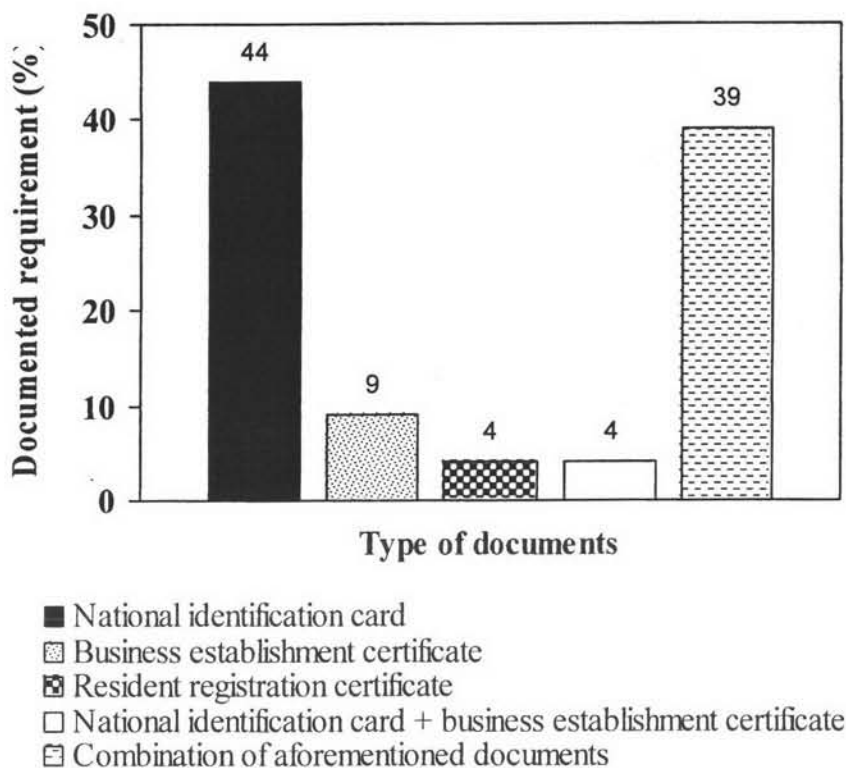 50
44
39
40
30
20
9
10
4
4
0
Documented requirement (%)
Type of documents
National identification card
Business establishment certificate
Resident registration certificate
National identification card + business establishment certificate
Combination of aforementioned documents